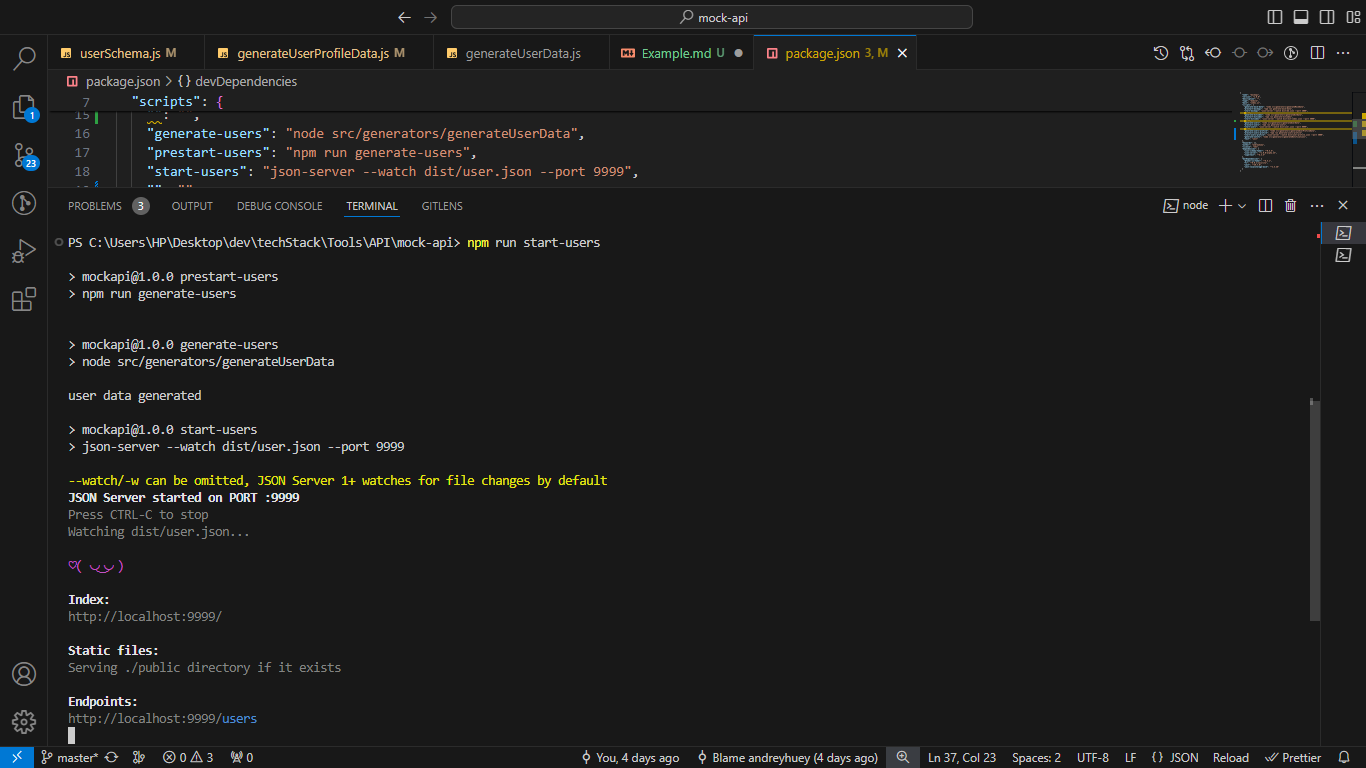 mock-api
userSchema.js M
generateUserProfileData.js M
generateUserData.js
Example.md U
package.json 3, M
package.json > {} devDependencies
7 "scripts": {
15 "": "",
16 "generate-users": "node src/generators/generateUserData",
17 "prestart-users": "npm run generate-users",
18 "start-users": "json-server --watch dist/user.json --port 9999",
1
23
PROBLEMS 3
OUTPUT
DEBUG CONSOLE
TERMINAL
GITLENS
node
PS C:\Users\HP\Desktop\dev\techStack\Tools\API\mock-api> npm run start-users
> mockapi@1.0.0 prestart-users
> npm run generate-users
> mockapi@1.0.0 generate-users
> node src/generators/generateUserData
user data generated
> mockapi@1.0.0 start-users
> json-server --watch dist/user.json --port 9999
--watch/-w can be omitted, JSON Server 1+ watches for file changes by default
JSON Server started on PORT :9999
Press CTRL-C to stop
Watching dist/user.json...
♡( ◡‿◡ )
Index:
http://localhost:9999/
Static files:
Serving ./public directory if it exists
Endpoints:
http://localhost:9999/users
master*
0
3
0
You, 4 days ago
Blame andreyhuey (4 days ago)
Ln 37, Col 23
Spaces: 2
UTF-8
LF
{} JSON
Reload
Prettier